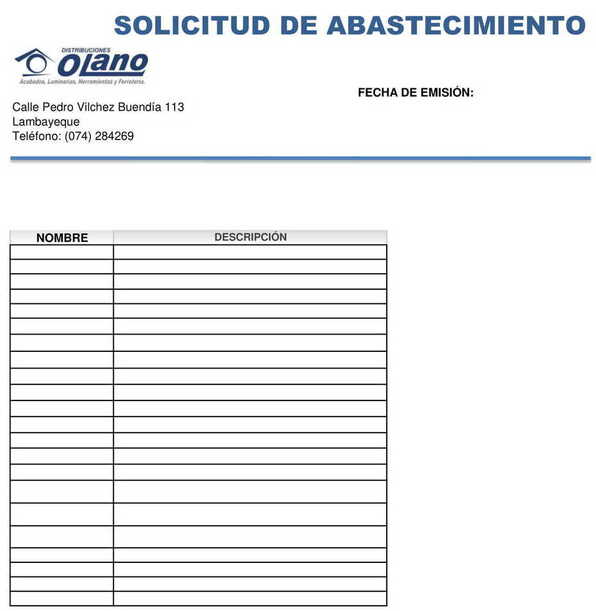 SOLICITUD DE ABASTECIMIENTO
DISTRIBUCIONES
Olano
Acabados, Luminarias, Herramientas y Ferretería.
FECHA DE EMISIÓN:
Calle Pedro Vilchez Buendía 113
Lambayeque
Teléfono: (074) 284269
NOMBRE DESCRIPCIÓN